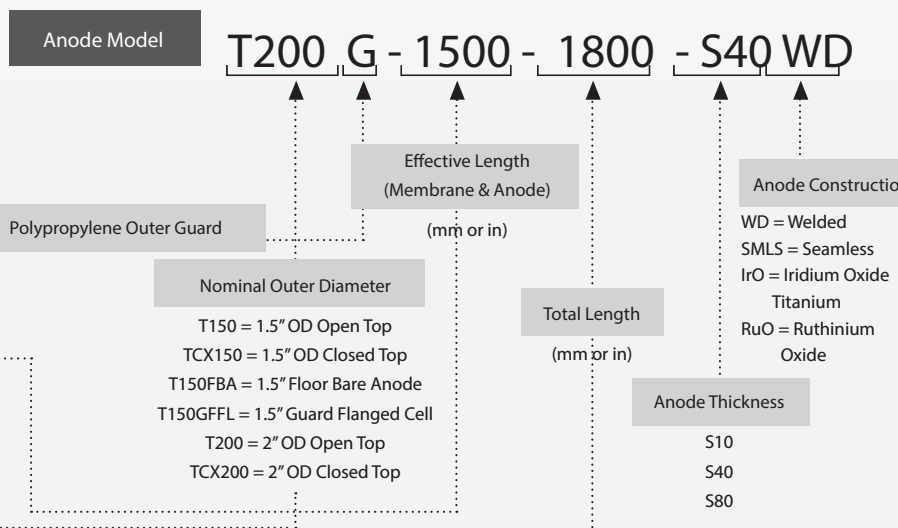 Anode Model
T200 G - 1500 - 1800 - S40 WD
Effective Length
(Membrane & Anode)
(mm or in)
Polypropylene Outer Guard
Nominal Outer Diameter
T150 = 1.5” OD Open Top
TCX150 = 1.5” OD Closed Top
T150FBA = 1.5” Floor Bare Anode
T150GFFL = 1.5” Guard Flanged Cell
T200 = 2” OD Open Top
TCX200 = 2” OD Closed Top
Total Length
(mm or in)
Anode Constructio
WD = Welded
SMLS = Seamless
IrO = Iridium Oxide
Titanium
RuO = Ruthinium
Oxide
Anode Thickness
S10
S40
S80